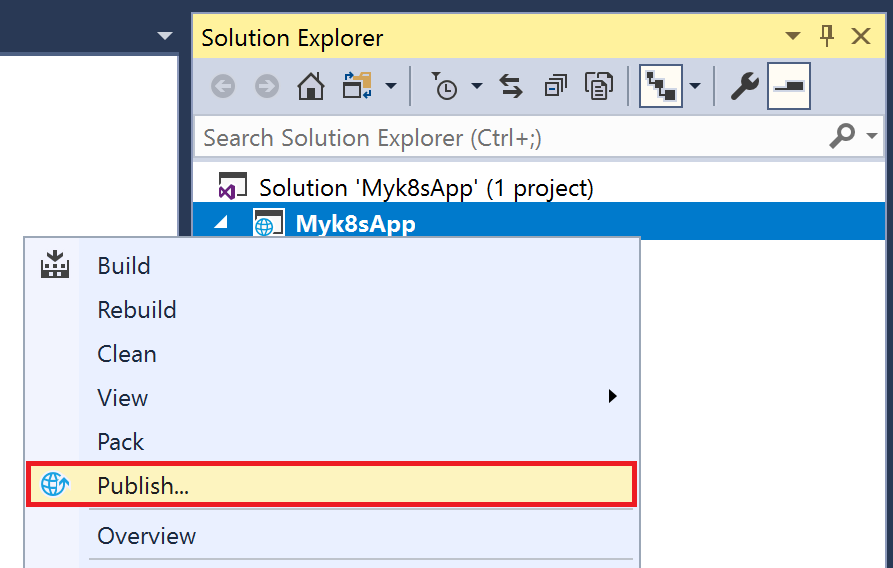 Solution Explorer
Search Solution Explorer (Ctrl+;)
Solution 'Myk8sApp' (1 project)
Myk8sApp
Build
Rebuild
Clean
View
Pack
Publish...
Overview